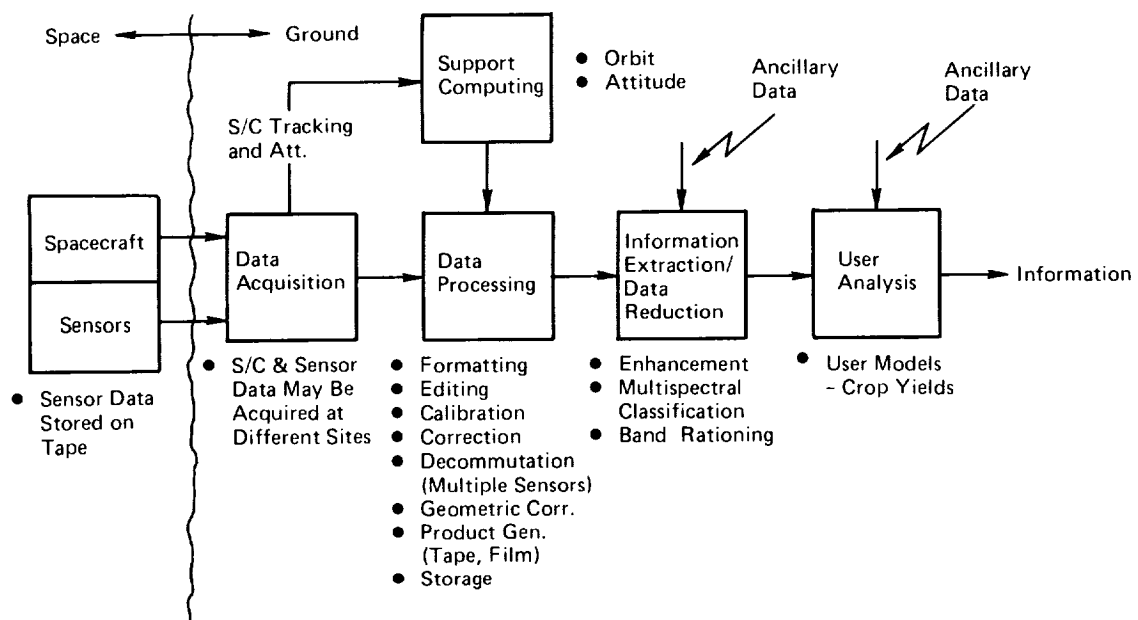 Space
Ground
Support
Computing
● Orbit
● Attitude
Ancillary
Data
Ancillary
Data
S/C Tracking
and Att.
Spacecraft
Sensors
Data
Acquisition
Data
Processing
Information
Extraction/
Data
Reduction
User
Analysis
Information
● Sensor Data
Stored on
Tape
● S/C & Sensor
Data May Be
Acquired at
Different Sites
● Formatting
● Editing
● Calibration
● Correction
● Decommutation
(Multiple Sensors)
● Geometric Corr.
● Product Gen.
(Tape, Film)
● Storage
● Enhancement
● Multispectral
Classification
● Band Rationing
● User Models
– Crop Yields